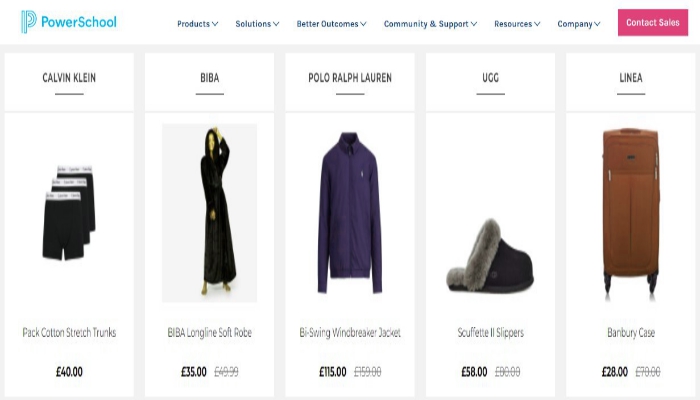 PowerSchool
Products Solutions Better Outcomes Community & Support Resources Company Contact Sales
CALVIN KLEIN BIBA POLO RALPH LAUREN UGG LINEA
Pack Cotton Stretch Trunks BIBA Longline Soft Robe Bi-Swing Windbreaker Jacket Scuffette II Slippers Banbury Case
£40.00 £35.00 £49.99 £115.00 £159.00 £58.00 £80.00 £28.00 £70.00